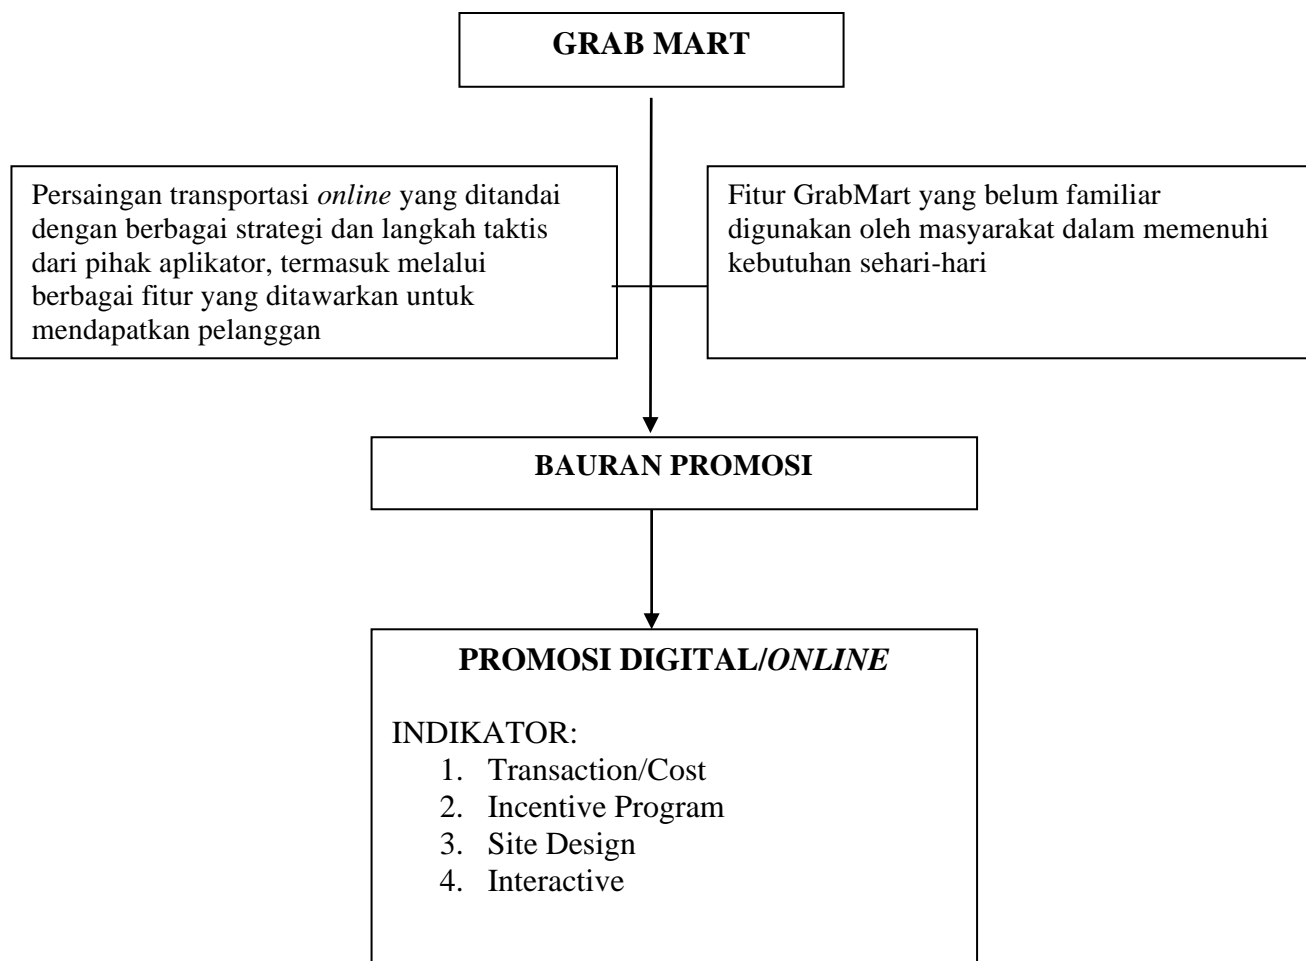 GRAB MART
Persaingan transportasi online yang ditandai
dengan berbagai strategi dan langkah taktis
dari pihak aplikator, termasuk melalui
berbagai fitur yang ditawarkan untuk
mendapatkan pelanggan
Fitur GrabMart yang belum familiar
digunakan oleh masyarakat dalam memenuhi
kebutuhan sehari-hari
BAURAN PROMOSI
PROMOSI DIGITAL/ONLINE
INDIKATOR:
1. Transaction/Cost
2. Incentive Program
3. Site Design
4. Interactive